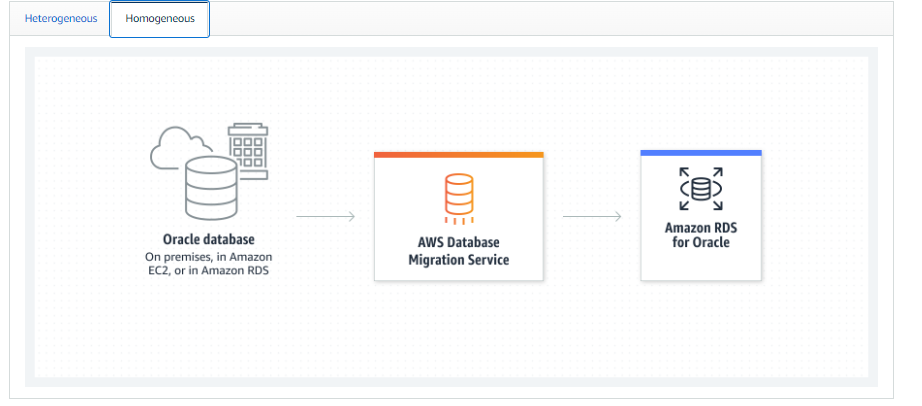 Heterogeneous
Homogeneous
Oracle database
On premises, in Amazon
EC2, or in Amazon RDS
AWS Database
Migration Service
Amazon RDS
for Oracle